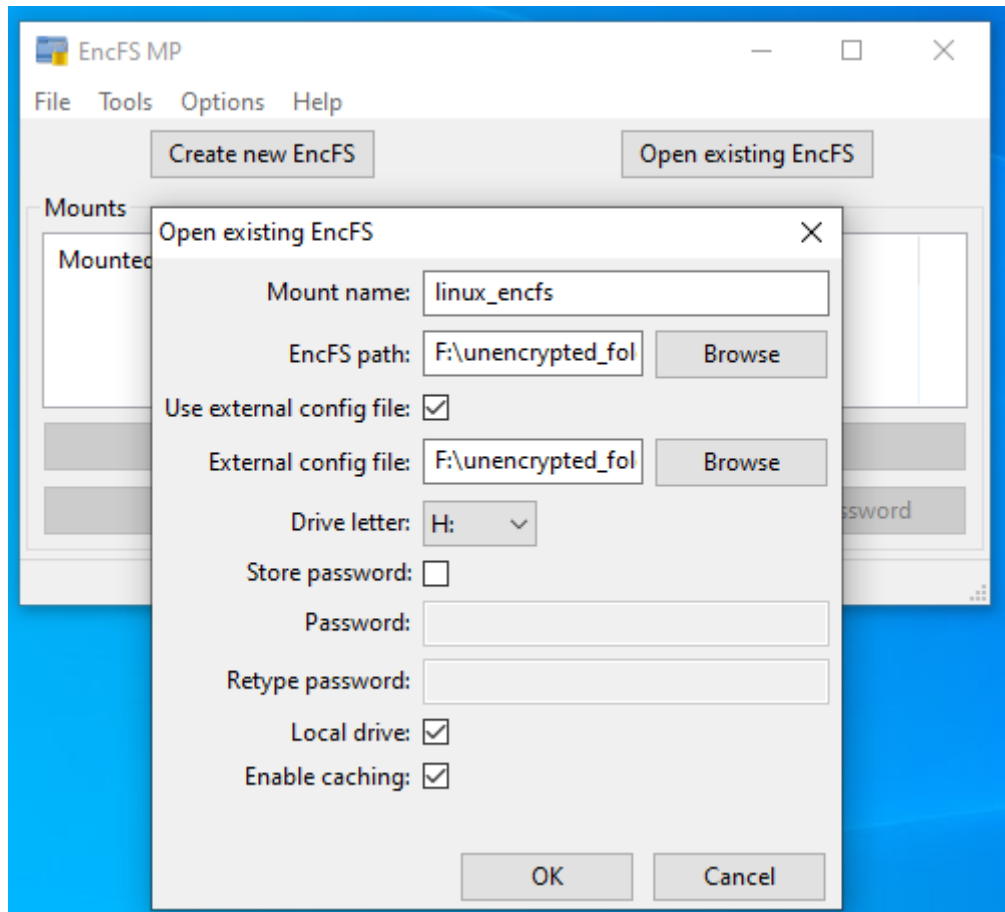 EncFS MP
File Tools Options Help
Create new EncFS Open existing EncFS
Mounts
Mounted
Open existing EncFS
Mount name: linux_encfs
EncFS path: F:\unencrypted_fol Browse
Use external config file:
External config file: F:\unencrypted_fol Browse
Drive letter: H:
ssword
Store password:
Password:
Retype password:
Local drive:
Enable caching:
OK Cancel